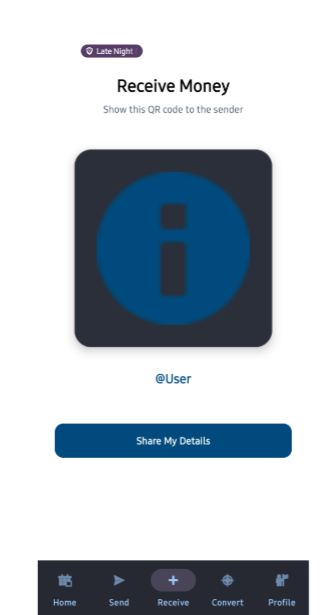 Late Night
Receive Money
Show this QR code to the sender
@User
Share My Details
Home Send Receive Convert Profile